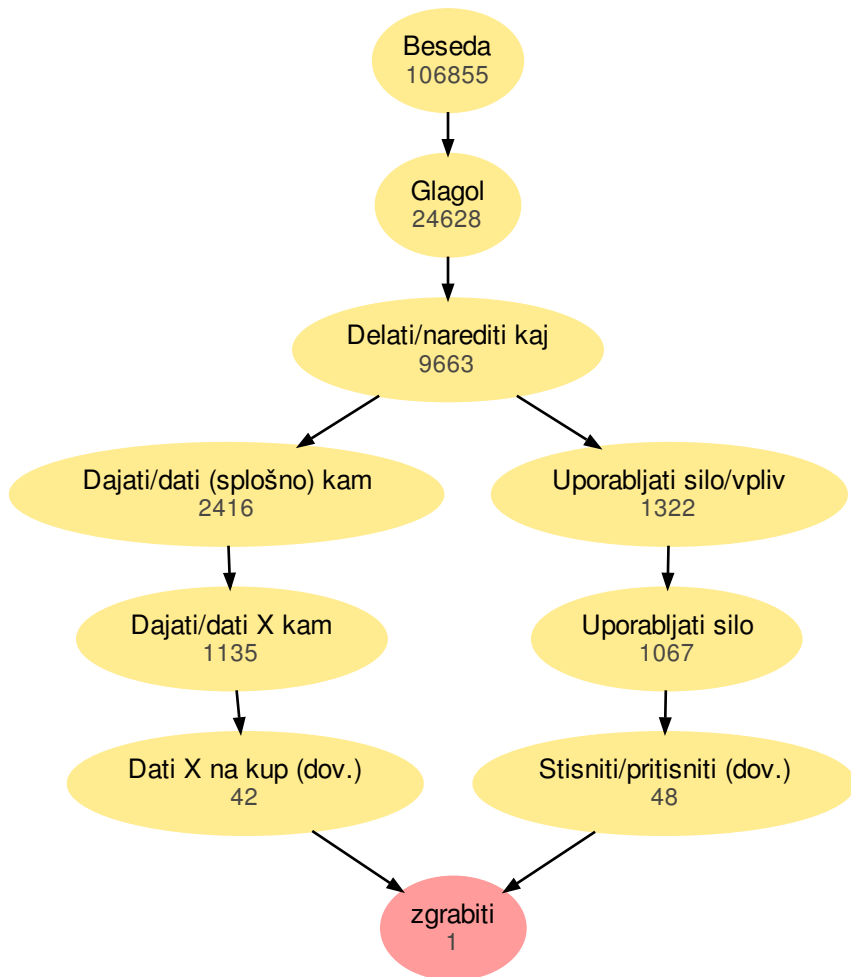 Beseda
106855
Glagol
24628
Delati/narediti kaj
9663
Dajati/dati (splošno) kam
2416
Uporabljati silo/vpliv
1322
Dajati/dati X kam
1135
Uporabljati silo
1067
Dati X na kup (dov.)
42
Stisniti/pritisniti (dov.)
48
zgrabiti
1